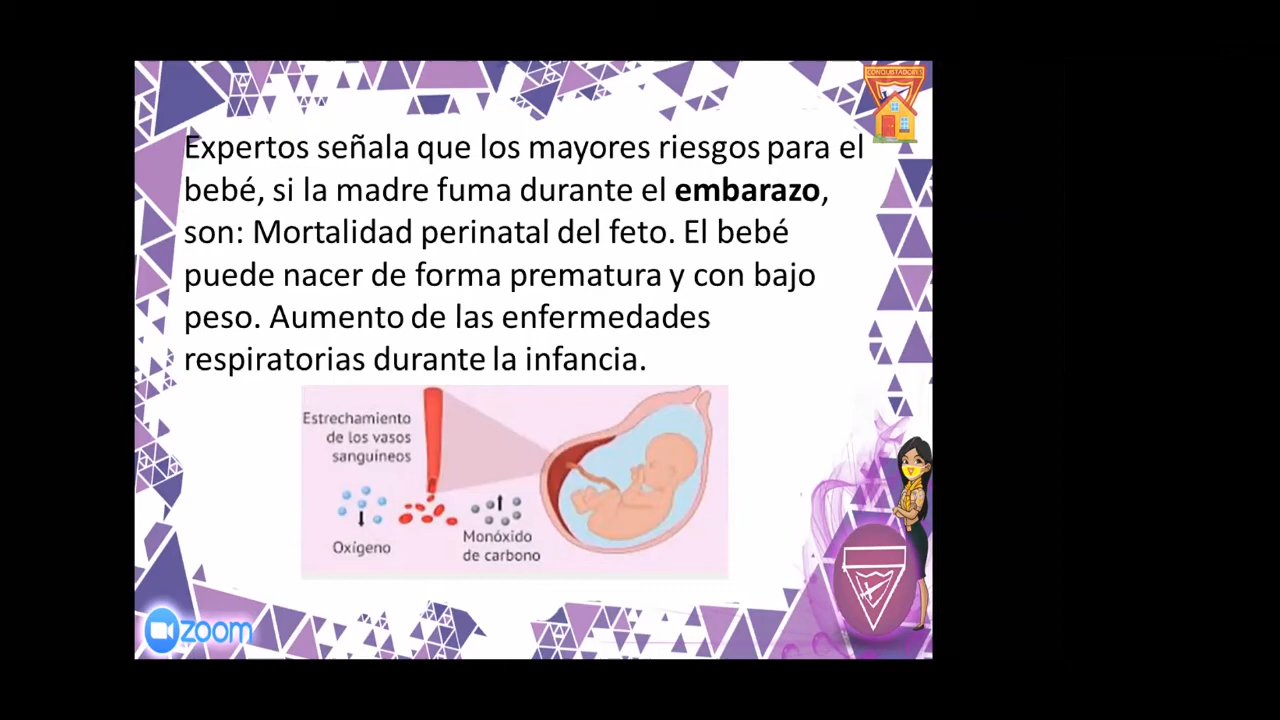 CONQUISTADORES
Expertos señala que los mayores riesgos para el
bebé, si la madre fuma durante el embarazo,
son: Mortalidad perinatal del feto. El bebé
puede nacer de forma prematura y con bajo
peso. Aumento de las enfermedades
respiratorias durante la infancia.
Estrechamiento
de los vasos
sanguíneos
Oxígeno
Monóxido
de carbono
zoom